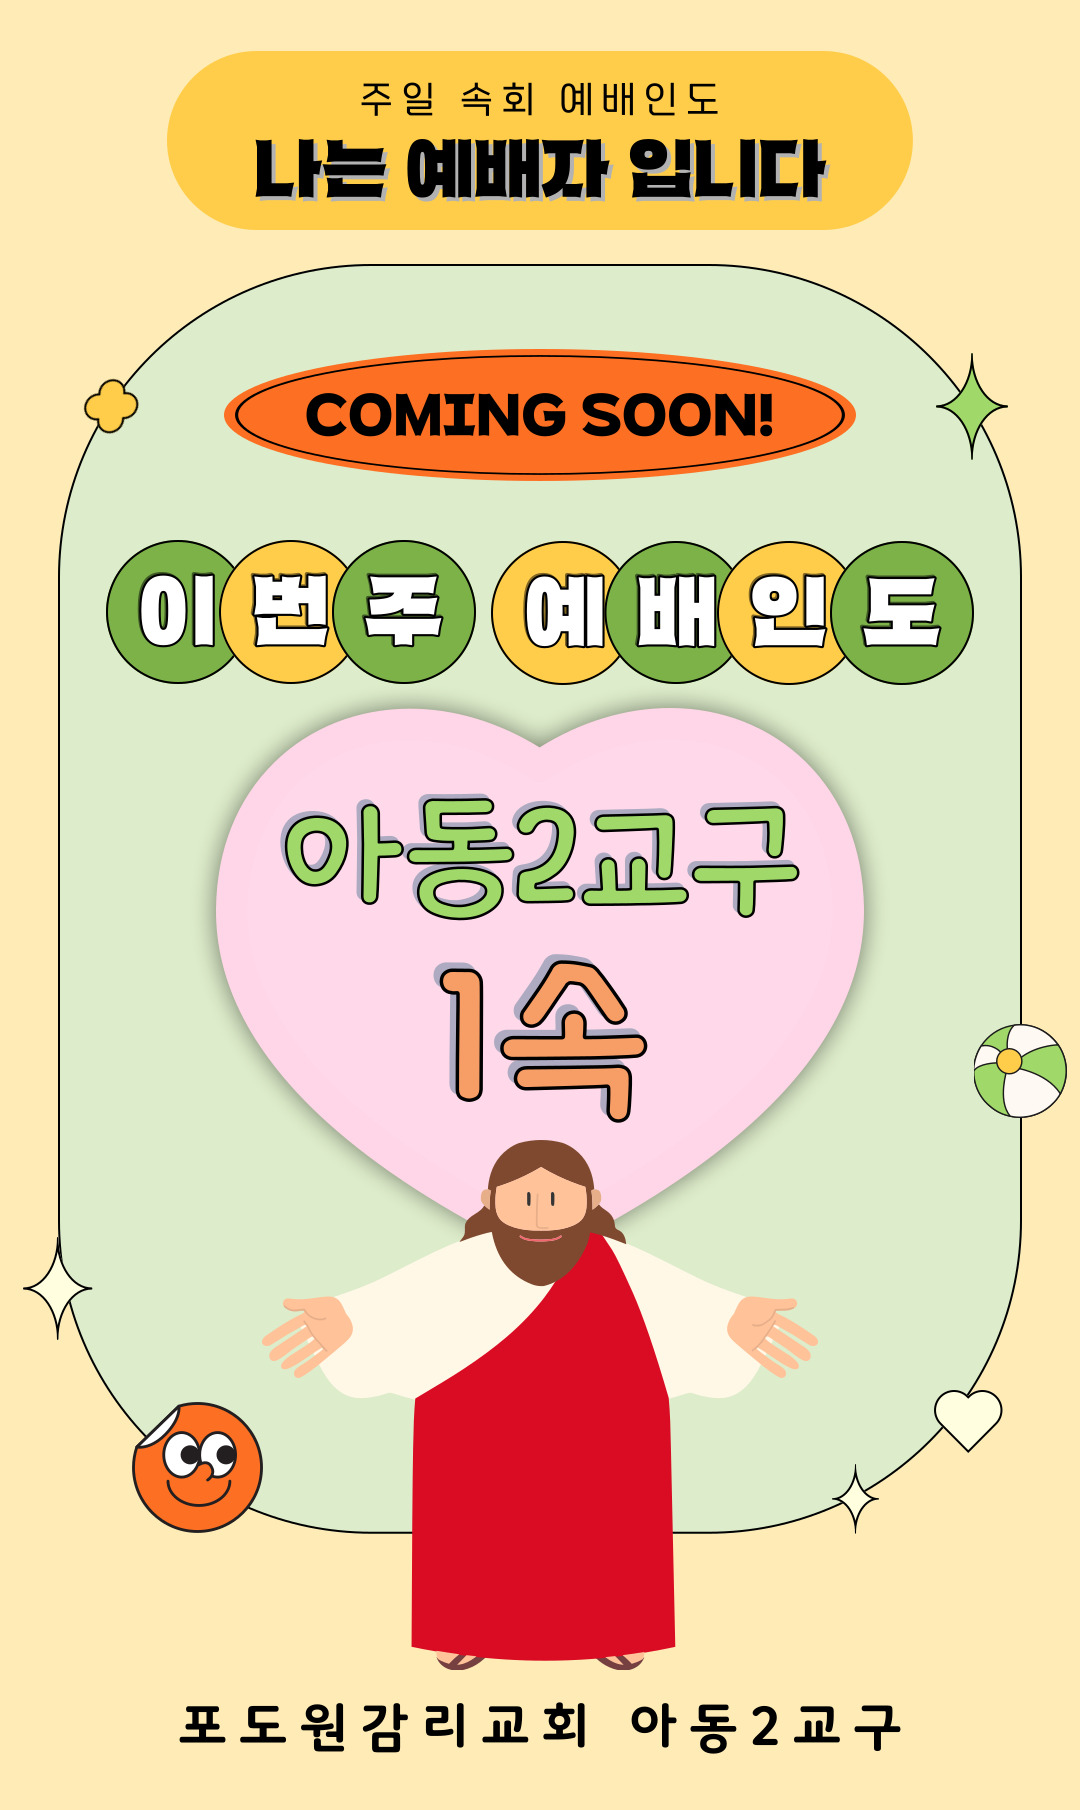 주일 속회 예배인도
나는 예배자 입니다
COMING SOON!
이번주 예배인도
아동2교구
1속
포도원감리교회 아동2교구